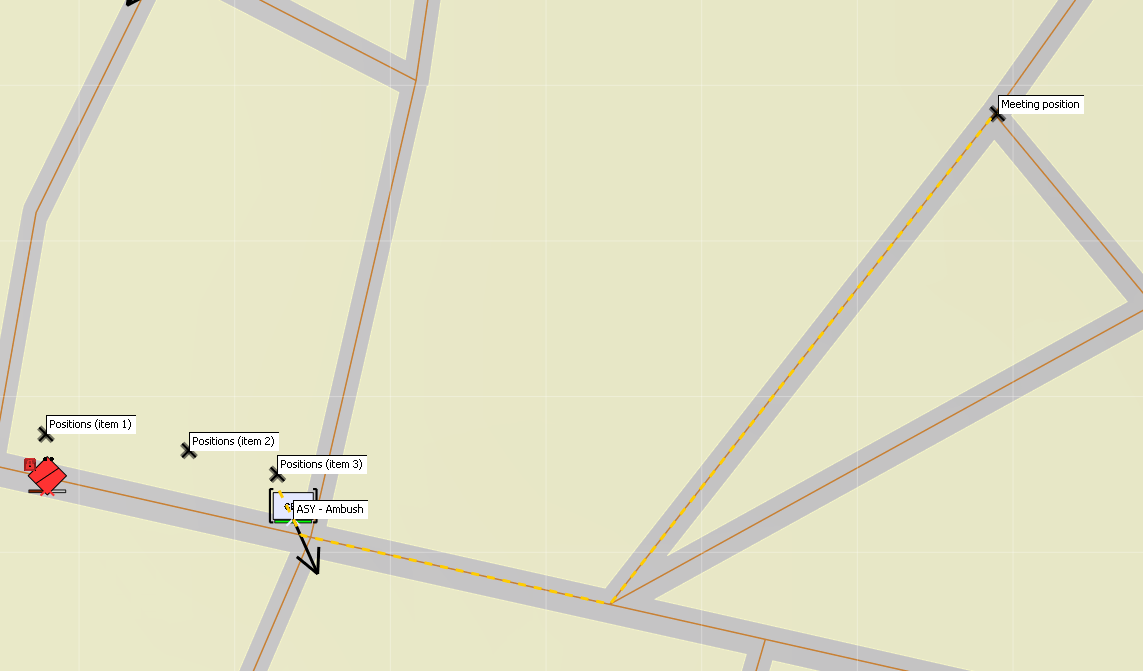 Meeting position
Positions (item 1)
Positions (item 2)
Positions (item 3)
ASY - Ambush